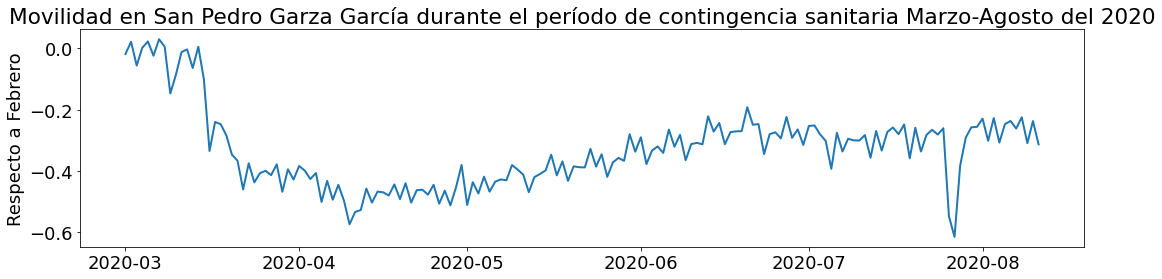 Movilidad en San Pedro Garza García durante el período de contingencia sanitaria Marzo-Agosto del 2020
Respecto a Febrero
0.0
−0.2
−0.4
−0.6
2020-03 2020-04 2020-05 2020-06 2020-07 2020-08